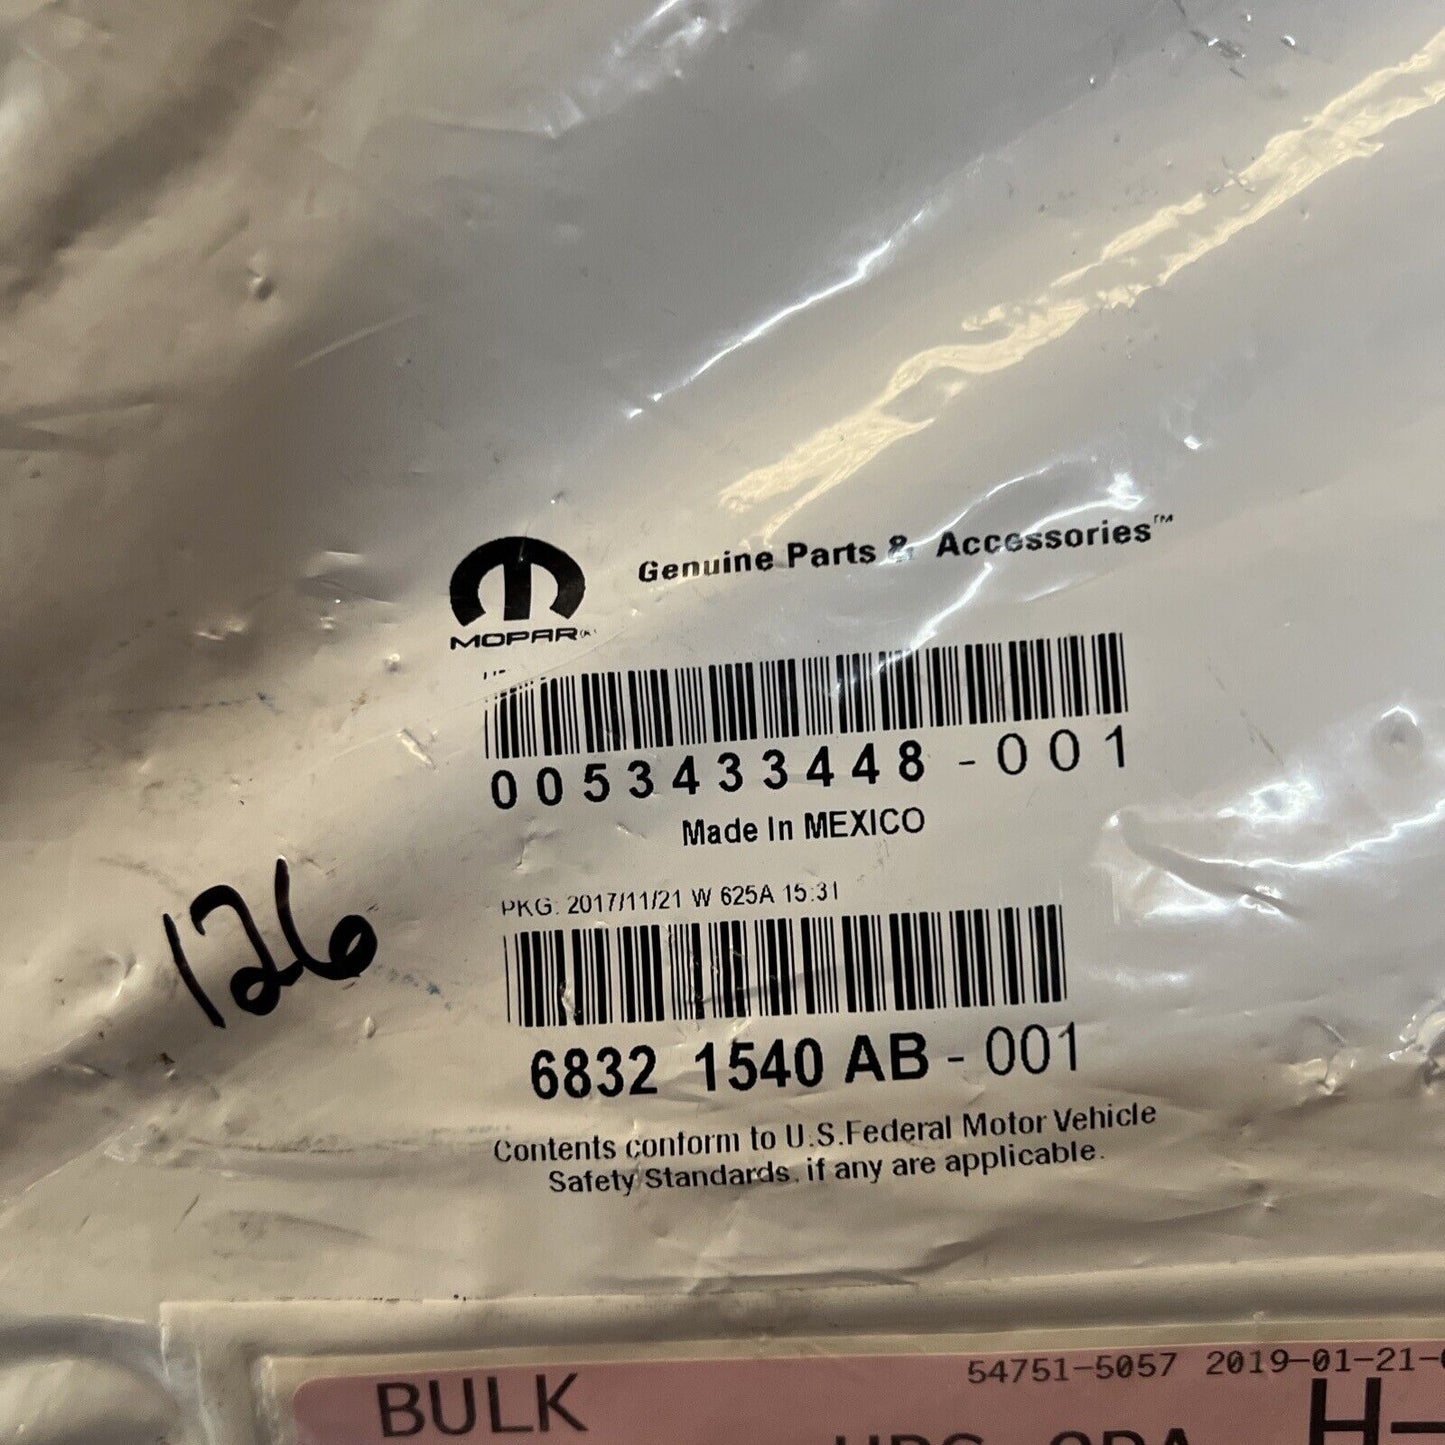 Genuine Parts & Accessories™
MOPAR
0053433448-001
Made In MEXICO
126
PKG. 2017/11/21 W 625A 15:31
6832 1540 AB-001
Contents conform to U.S.Federal Motor Vehicle
Safety Standards. if any are applicable.
54751-5057 2019-01-21-
BULK
H-